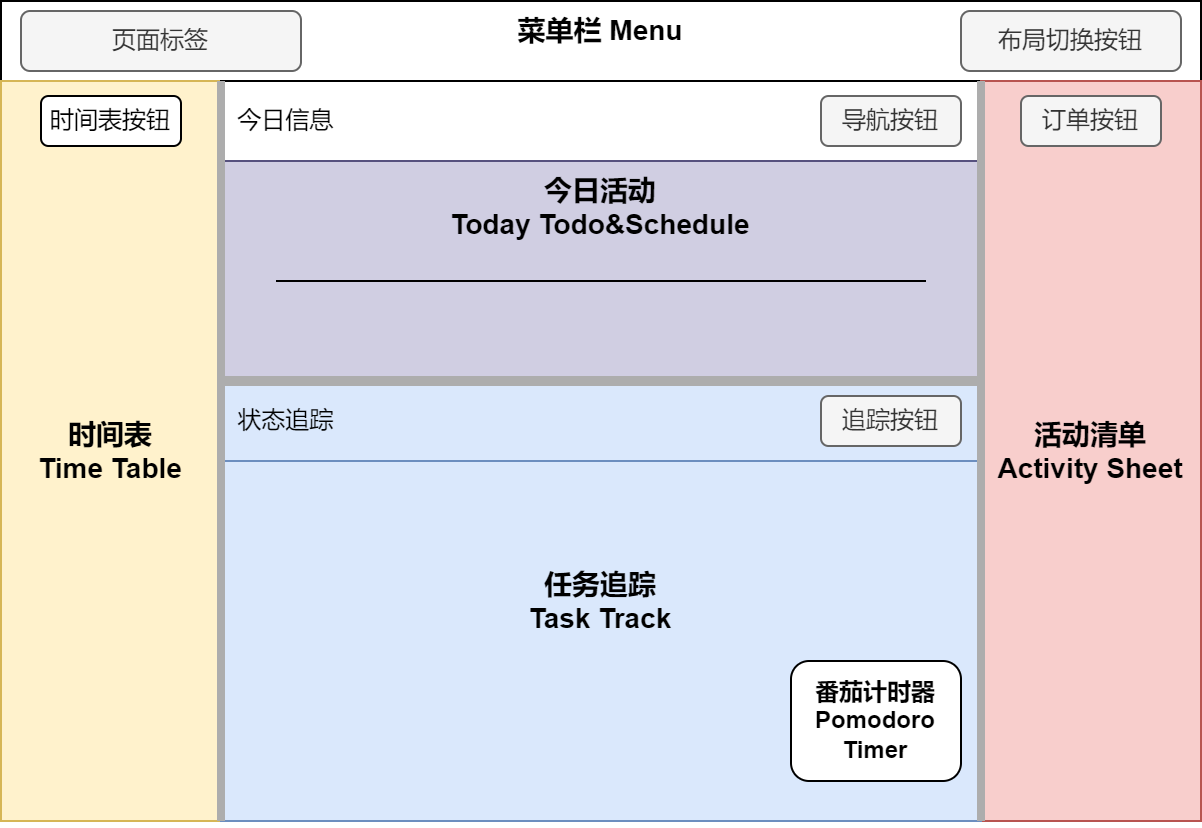 页面标签
菜单栏 Menu
布局切换按钮
时间表按钮
今日信息
导航按钮
订单按钮
今日活动
Today Todo&Schedule
状态追踪
追踪按钮
时间表
Time Table
活动清单
Activity Sheet
任务追踪
Task Track
番茄计时器
Pomodoro
Timer